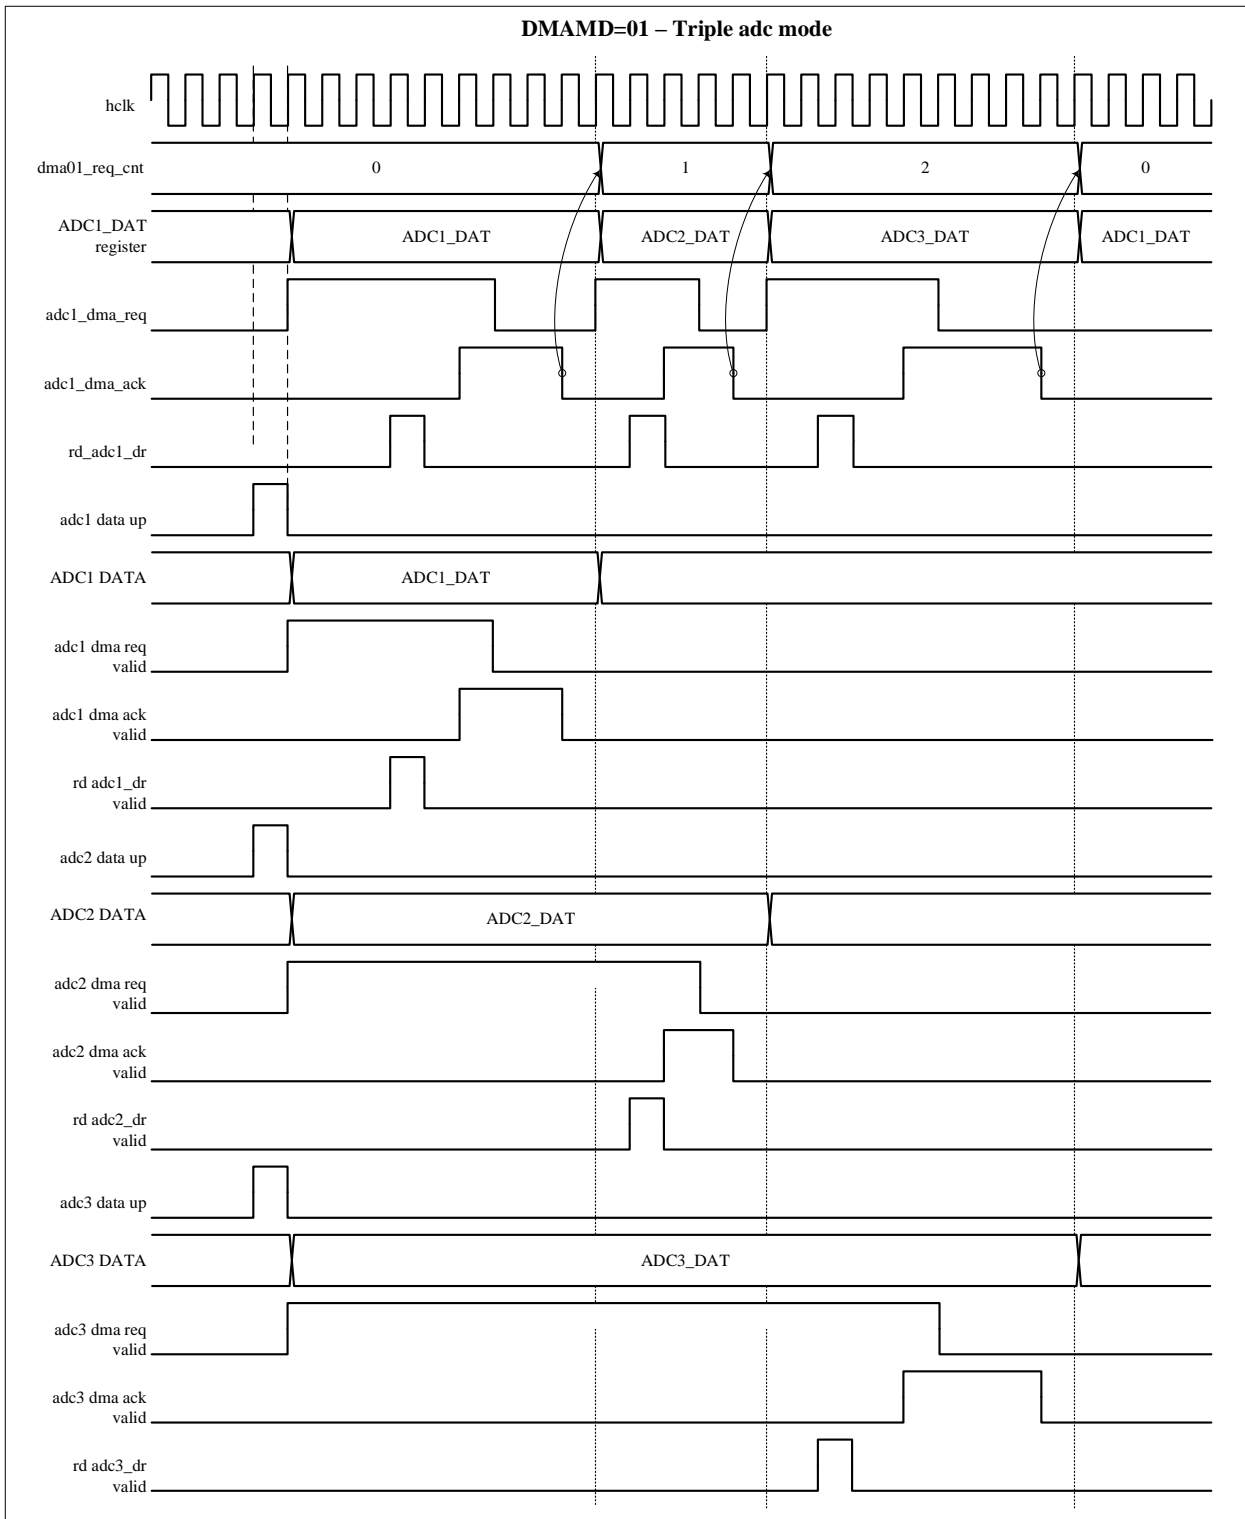 DMAMD=01 – Triple adc mode
hclk
dma01_req_cnt
0
1
2
0
ADC1_DAT
register
ADC1_DAT
ADC2_DAT
ADC3_DAT
ADC1_DAT
adc1_dma_req
adc1_dma_ack
rd_adc1_dr
adc1 data up
ADC1 DATA
ADC1_DAT
adc1 dma req
valid
adc1 dma ack
valid
rd adc1_dr
valid
adc2 data up
ADC2 DATA
ADC2_DAT
adc2 dma req
valid
adc2 dma ack
valid
rd adc2_dr
valid
adc3 data up
ADC3 DATA
ADC3_DAT
adc3 dma req
valid
adc3 dma ack
valid
rd adc3_dr
valid